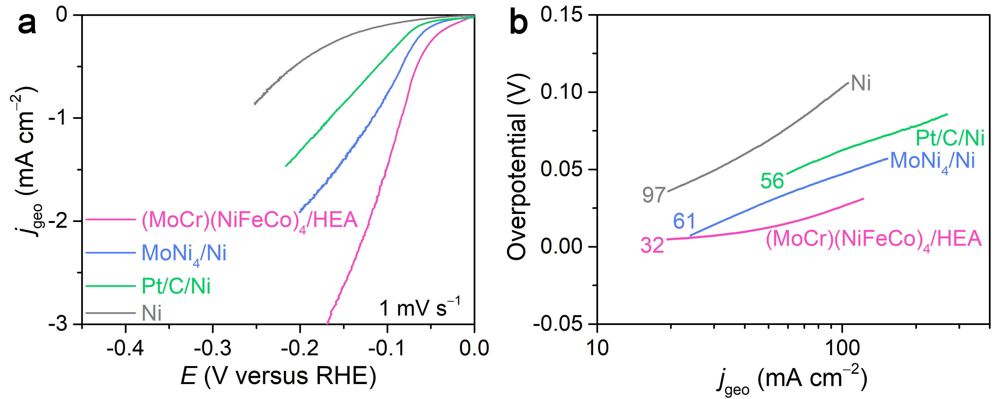 a
0
-1
-2
-3
j_geo (mA cm⁻²)
(MoCr)(NiFeCo)₄/HEA
MoNi₄/Ni
Pt/C/Ni
Ni
1 mV s⁻¹
-0.4 -0.3 -0.2 -0.1 0.0
E (V versus RHE)
b
0.15
0.10
0.05
0.00
-0.05
Overpotential (V)
Ni
Pt/C/Ni
MoNi₄/Ni
(MoCr)(NiFeCo)₄/HEA
97
56
61
32
10 100
j_geo (mA cm⁻²)